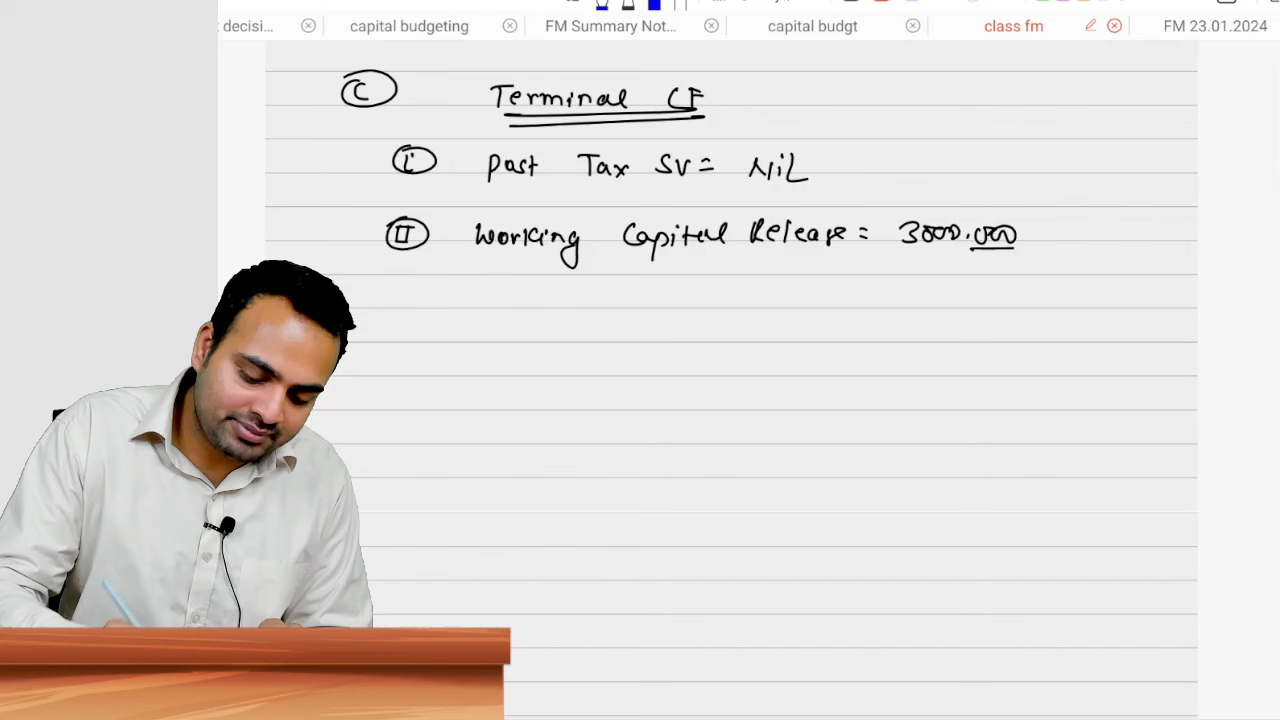 decisi... capital budgeting FM Summary Not... capital budgt class fm FM 23.01.2024
C Terminal CF
I Post Tax SV = NiL
II Working Capital Release = 3000.000